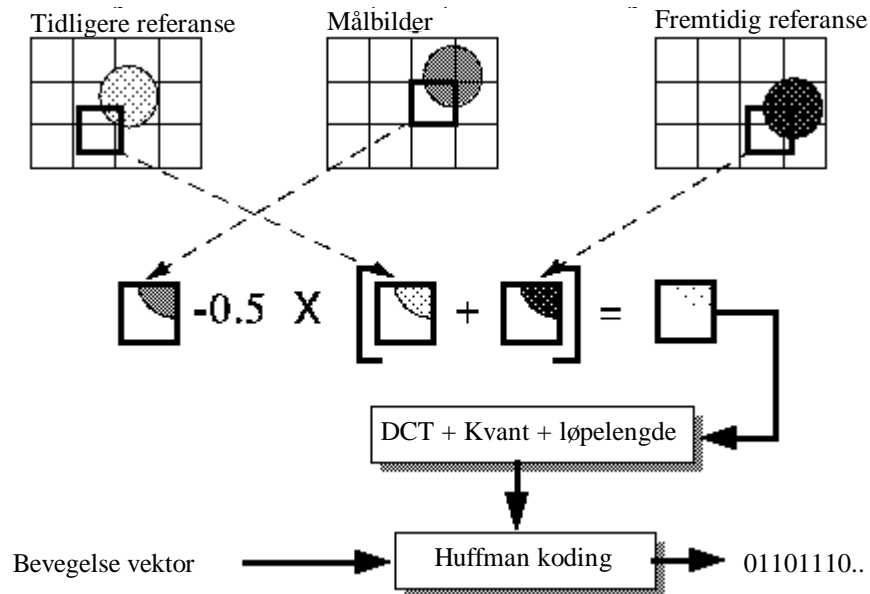 Tidligere referanse
Målbilder
Fremtidig referanse
-0.5 X [ + ] =
DCT + Kvant + løpelengde
Bevegelse vektor
Huffman koding
01101110..